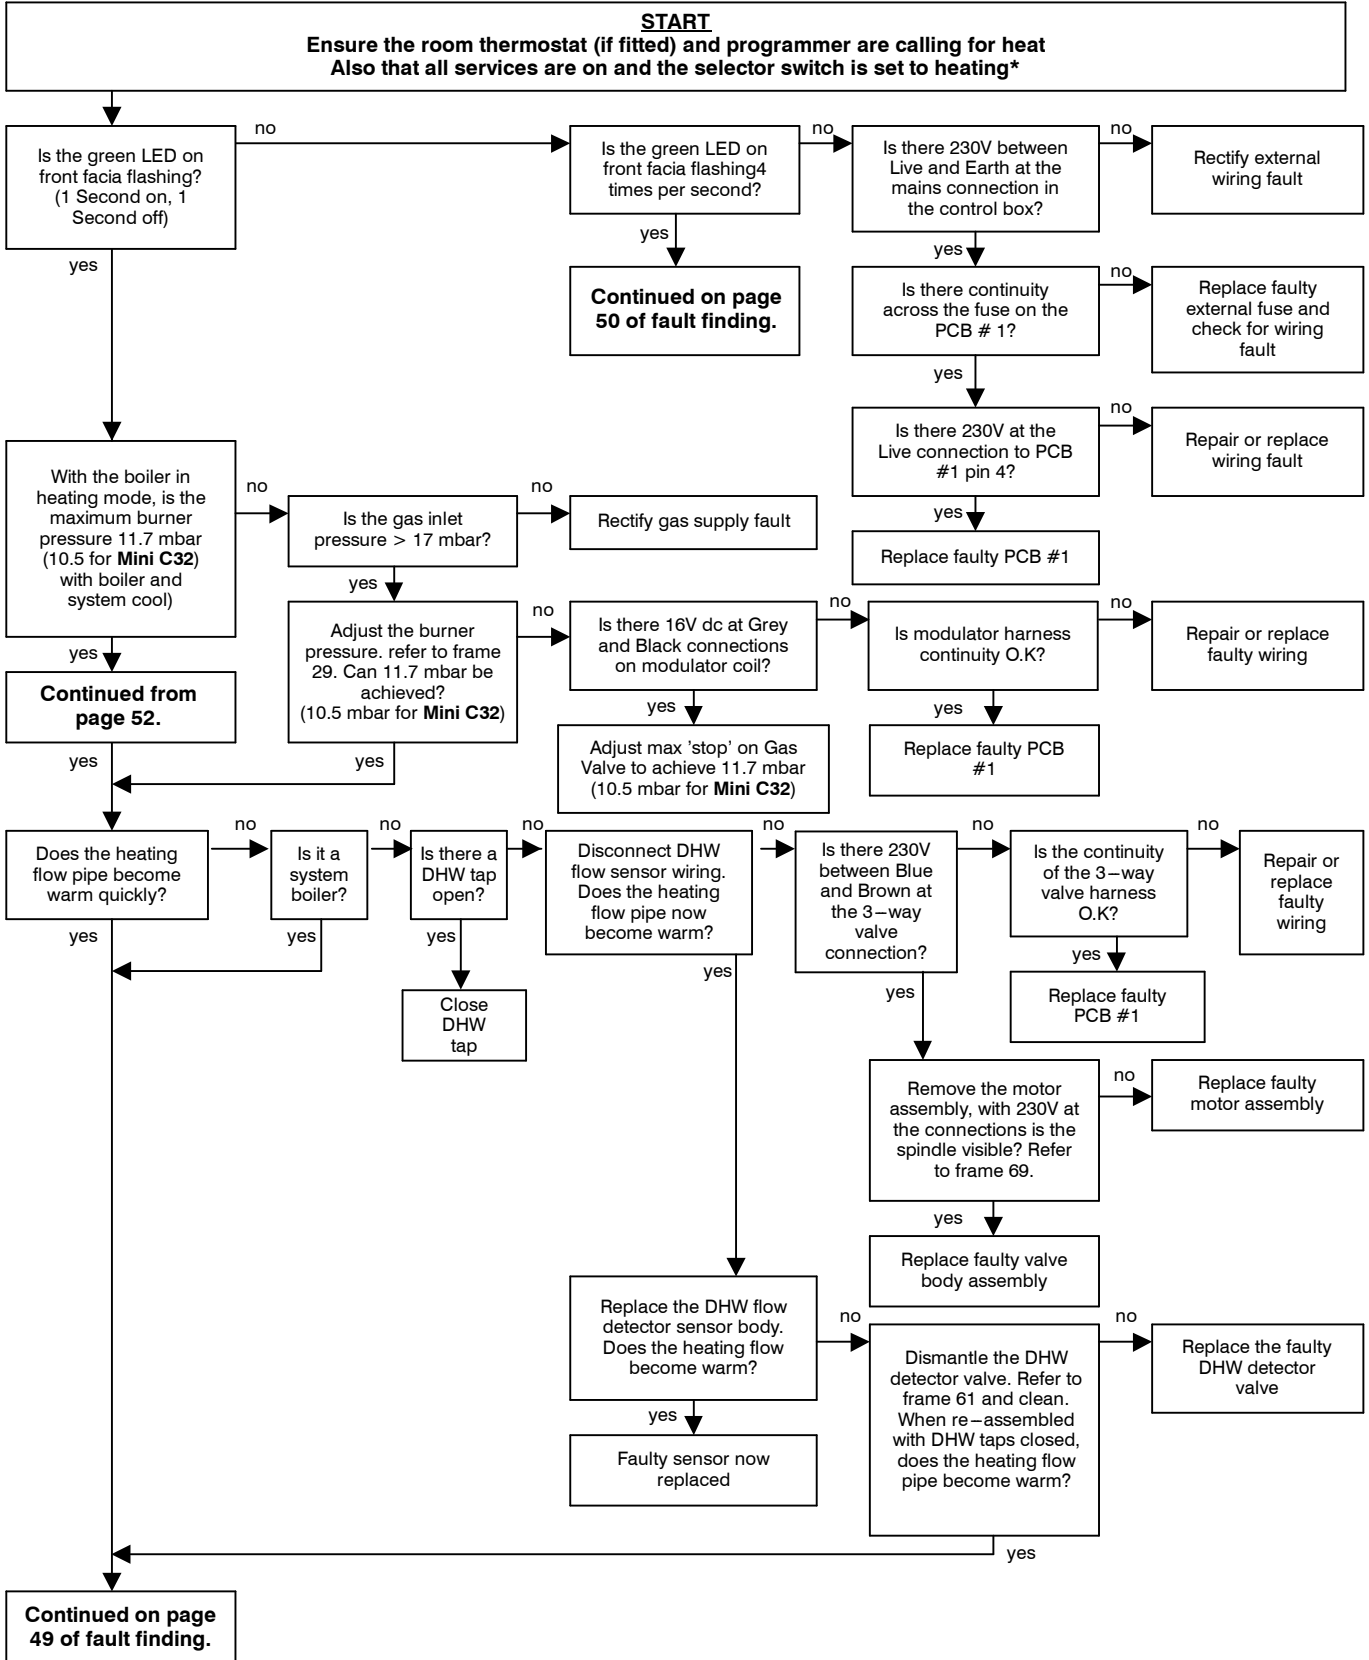 START
Ensure the room thermostat (if fitted) and programmer are calling for heat
Also that all services are on and the selector switch is set to heating*
Is the green LED on
front facia flashing?
(1 Second on, 1
Second off)
no
Is the green LED on
front facia flashing4
times per second?
no
Is there 230V between
Live and Earth at the
mains connection in
the control box?
no
Rectify external
wiring fault
yes
yes
yes
Continued on page
50 of fault finding.
Is there continuity
across the fuse on the
PCB # 1?
no
Replace faulty
external fuse and
check for wiring
fault
yes
Is there 230V at the
Live connection to PCB
#1 pin 4?
no
Repair or replace
wiring fault
yes
Replace faulty PCB #1
With the boiler in
heating mode, is the
maximum burner
pressure 11.7 mbar
(10.5 for Mini C32)
with boiler and
system cool)
no
Is the gas inlet
pressure > 17 mbar?
no
Rectify gas supply fault
yes
yes
Adjust the burner
pressure. refer to frame
29. Can 11.7 mbar be
achieved?
(10.5 mbar for Mini C32)
no
Is there 16V dc at Grey
and Black connections
on modulator coil?
no
Is modulator harness
continuity O.K?
no
Repair or replace
faulty wiring
Continued from
page 52.
yes
yes
yes
Adjust max ’stop’ on Gas
Valve to achieve 11.7 mbar
(10.5 mbar for Mini C32)
yes
Replace faulty PCB
#1
Does the heating
flow pipe become
warm quickly?
no
Is it a
system
boiler?
no
Is there a
DHW tap
open?
no
Disconnect DHW
flow sensor wiring.
Does the heating
flow pipe now
become warm?
no
Is there 230V
between Blue
and Brown at
the 3−way
valve
connection?
no
Is the continuity
of the 3−way
valve harness
O.K?
no
Repair or
replace
faulty
wiring
yes
yes
yes
Close
DHW
tap
yes
yes
yes
Replace faulty
PCB #1
Remove the motor
assembly, with 230V at
the connections is the
spindle visible? Refer
to frame 69.
no
Replace faulty
motor assembly
yes
Replace faulty valve
body assembly
Replace the DHW flow
detector sensor body.
Does the heating flow
become warm?
no
Dismantle the DHW
detector valve. Refer to
frame 61 and clean.
When re−assembled
with DHW taps closed,
does the heating flow
pipe become warm?
no
Replace the faulty
DHW detector
valve
yes
Faulty sensor now
replaced
yes
Continued on page
49 of fault finding.